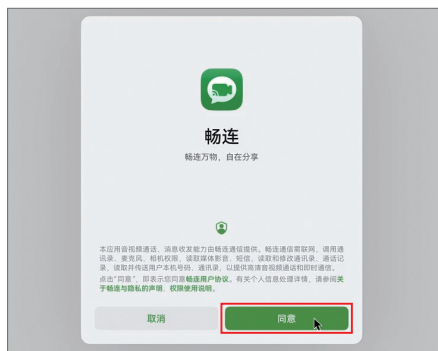 畅连
畅连万物，自在分享
本应用音视频通话、消息收发能力由畅连通信提供。畅连通信需联网，调用通
讯录、麦克风、相机权限，读取媒体影音、短信，读取和修改通讯录、通话记
录，读取并传送用户本机号码、通讯录，以提供高清音视频通话和即时通信。
点击“同意”，即表示您同意畅连用户协议。有关个人信息处理详情，请参阅关
于畅连与隐私的声明、权限使用说明。
取消
同意